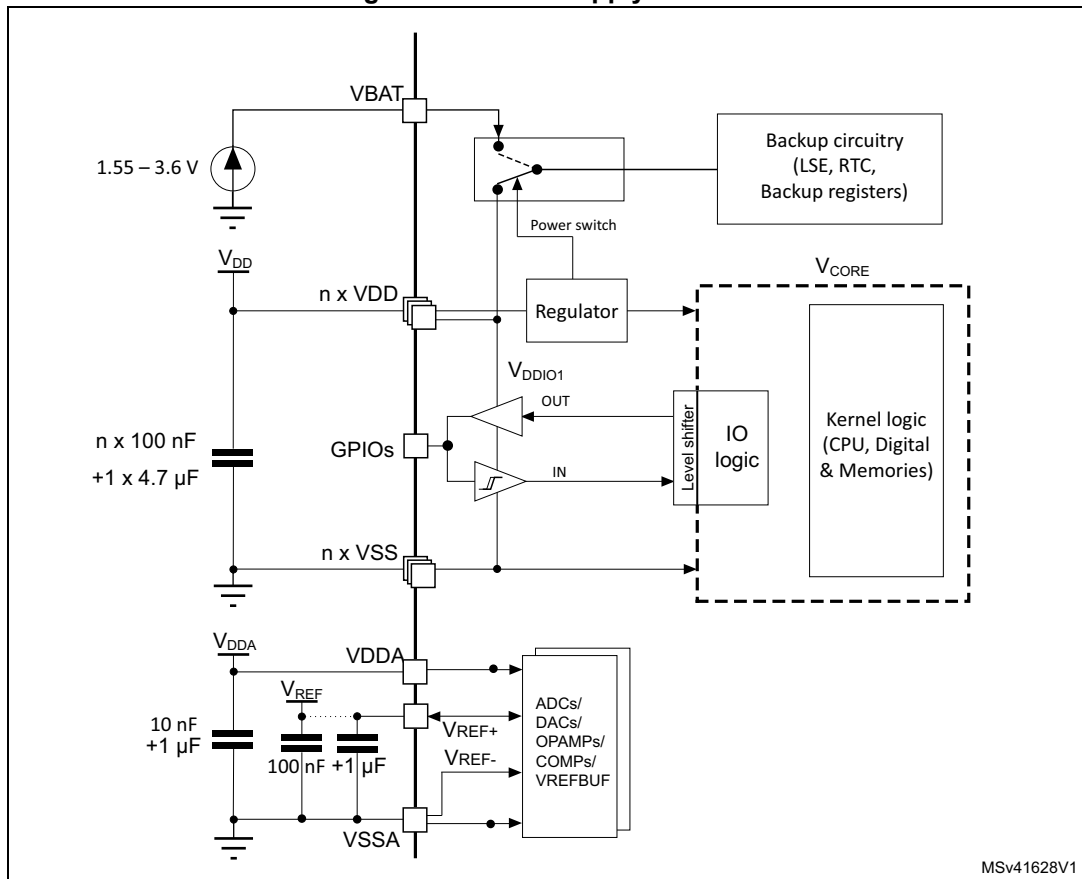 VBAT
1.55 – 3.6 V
Backup circuitry
(LSE, RTC,
Backup registers)
Power switch
VDD
n x VDD
Regulator
VCORE
VDDIO1
OUT
n x 100 nF
+1 x 4.7 µF
GPIOs
IN
Level shifter
IO
logic
Kernel logic
(CPU, Digital
& Memories)
n x VSS
VDDA
VDDA
VREF
10 nF
+1 µF
100 nF
+1 µF
VREF+
VREF-
ADCs/
DACs/
OPAMPs/
COMPs/
VREFBUF
VSSA
MSv41628V1